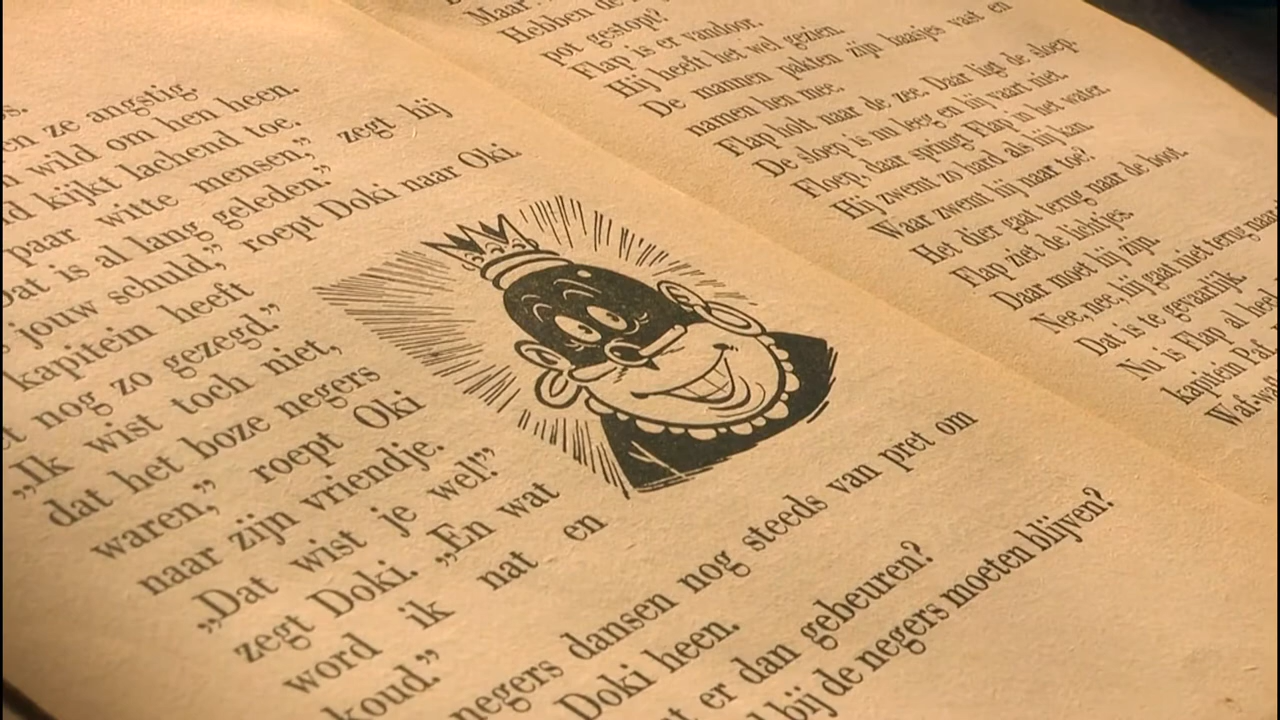 s.
en ze angstig.
wild om hen heen.
kijkt lachend toe.
paar witte mensen,” zegt hij
Dat is al lang geleden.”
jouw schuld,” roept Doki naar Oki.
kapitein heeft
nog zo gezegd.”
„Ik wist toch niet,
dat het boze negers
waren,” roept Oki
naar zijn vriendje.
„Dat wist je wel!”
zegt Doki. „En wat
word ik nat en
koud.”
negers dansen nog steeds van pret om
Doki heen.
er dan gebeuren?
bij de negers moeten blijven?
Maar
Hebben de
pot gestopt?
Flap is er vandoor.
Hij heeft het wel gezien.
De mannen pakten zijn baasjes vast en
namen hen mee.
Flap holt naar de zee. Daar ligt de sloep.
De sloep is nu leeg en hij vaart niet.
Floep, daar springt Flap in het water.
Hij zwemt zo hard als hij kan.
Waar zwemt hij naar toe?
Het dier gaat terug naar de boot.
Flap ziet de lichtjes.
Daar moet hij zijn.
Nee, nee, hij gaat niet terug naar
Dat is te gevaarlijk.
Nu is Flap al heel
kapitein Paf.
Waf-waf